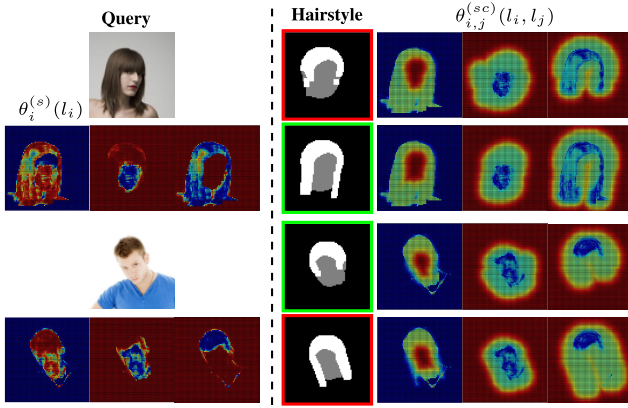 Query
Hairstyle
θ_{i,j}^{(sc)}(l_i, l_j)
θ_i^{(s)}(l_i)